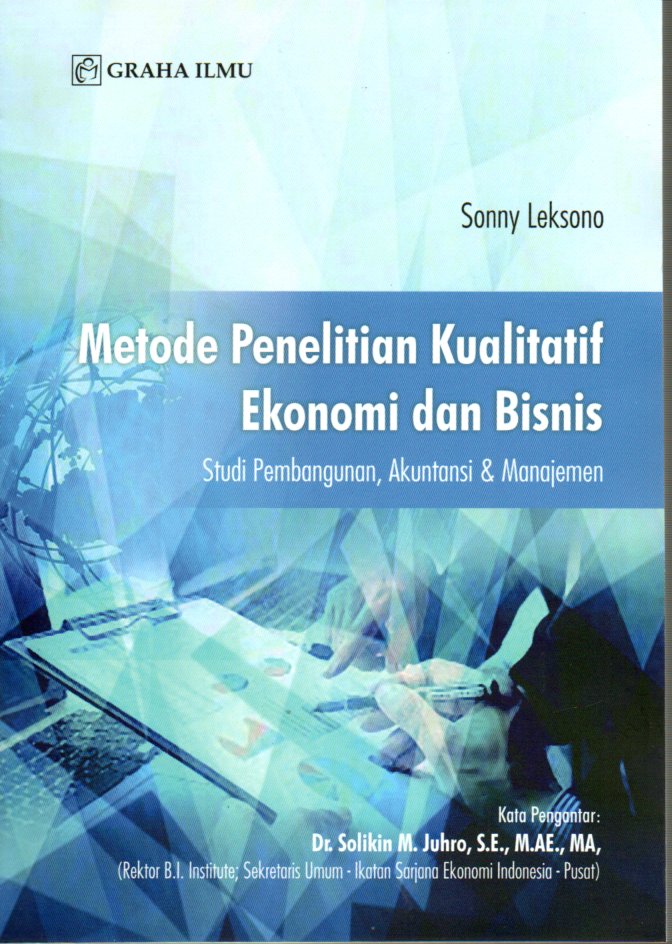 GRAHA ILMU
Sonny Leksono
Metode Penelitian Kualitatif
Ekonomi dan Bisnis
Studi Pembangunan, Akuntansi & Manajemen
Kata Pengantar:
Dr. Solikin M. Juhro, S.E., M.AE., MA,
(Rektor B.I. Institute; Sekretaris Umum - Ikatan Sarjana Ekonomi Indonesia - Pusat)